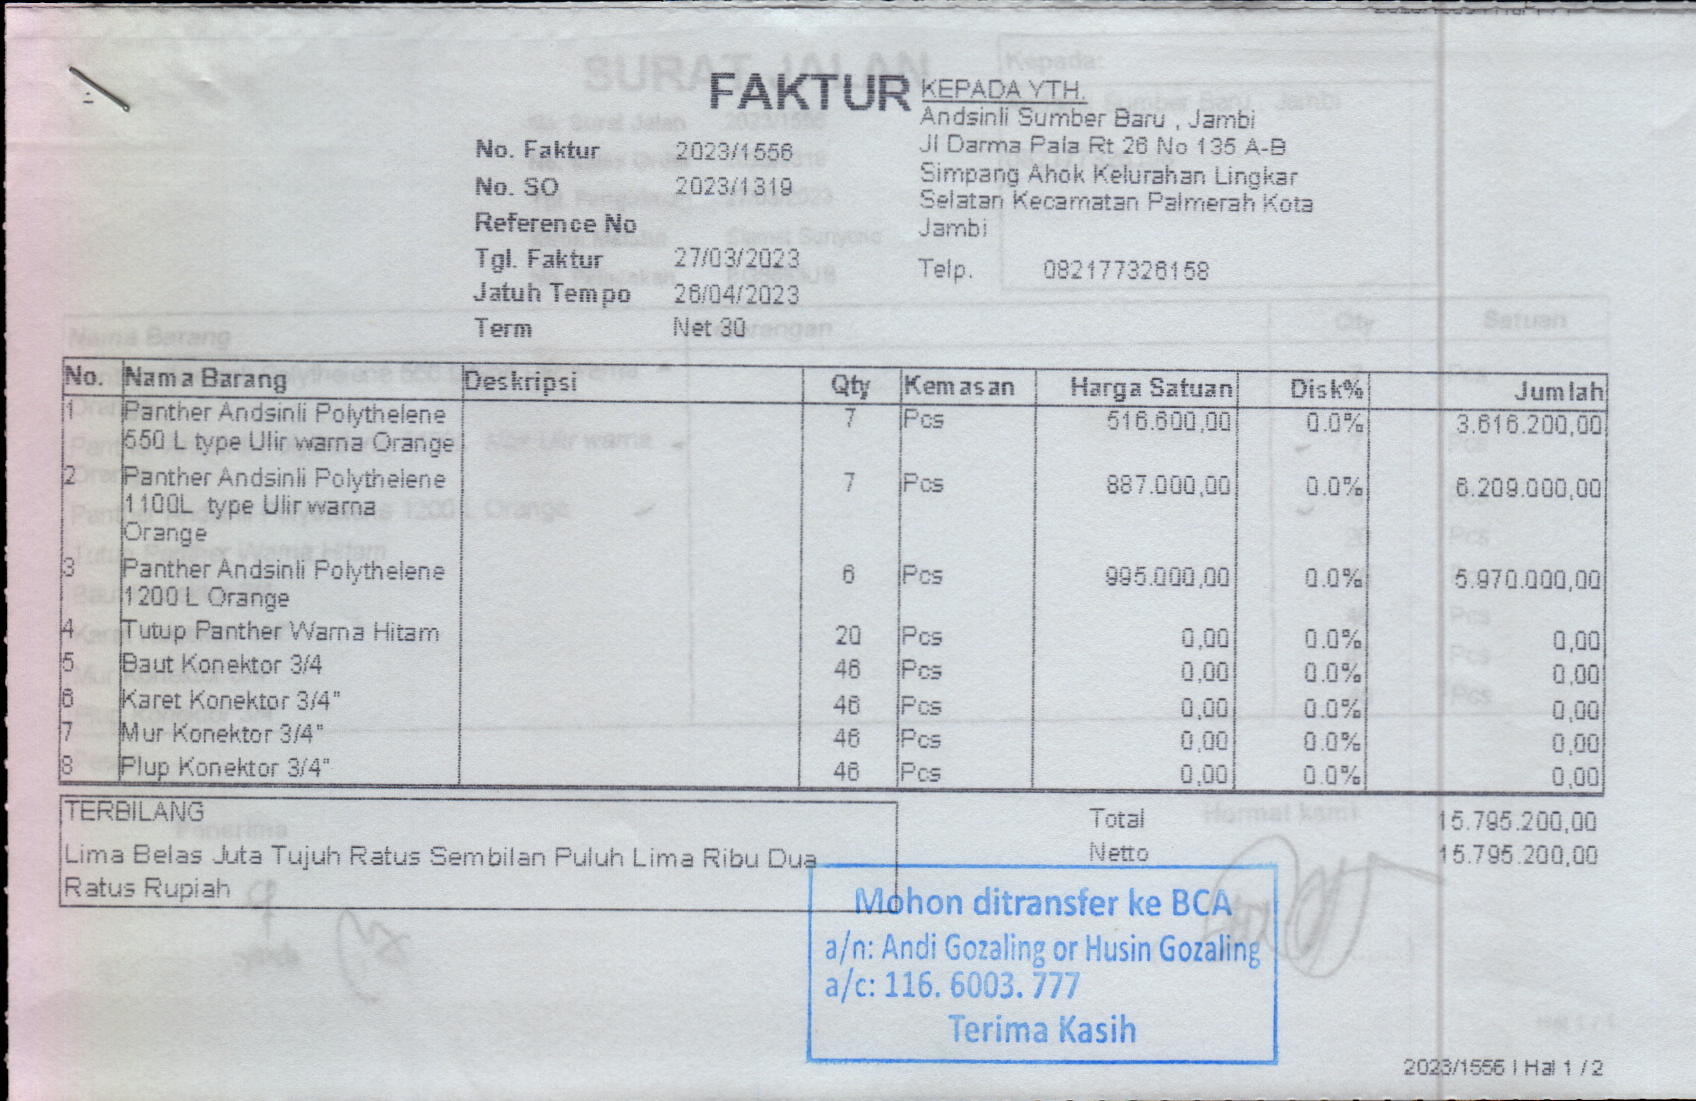 FAKTUR
KEPADA YTH.
Andsinli Sumber Baru , Jambi
Jl Darma Pala Rt 26 No 135 A-B
Simpang Ahok Kelurahan Lingkar
Selatan Kecamatan Palmerah Kota
Jambi
Telp. 082177326158
No. Faktur 2023/1556
No. SO 2023/1319
Reference No
Tgl. Faktur 27/03/2023
Jatuh Tempo 26/04/2023
Term Net 30
No. Nama Barang Deskripsi Qty Kemasan Harga Satuan Disk% Jumlah
1 Panther Andsinli Polythelene 7 Pcs 516.600,00 0.0% 3.616.200,00
550 L type Ulir warna Orange
2 Panther Andsinli Polythelene 7 Pcs 887.000,00 0.0% 6.209.000,00
1100L type Ulir warna
Orange
3 Panther Andsinli Polythelene 6 Pcs 995.000,00 0.0% 5.970.000,00
1200 L Orange
4 Tutup Panther Warna Hitam 20 Pcs 0,00 0.0% 0,00
5 Baut Konektor 3/4 46 Pcs 0,00 0.0% 0,00
6 Karet Konektor 3/4" 46 Pcs 0,00 0.0% 0,00
7 Mur Konektor 3/4" 46 Pcs 0,00 0.0% 0,00
8 Plup Konektor 3/4" 46 Pcs 0,00 0.0% 0,00
TERBILANG
Lima Belas Juta Tujuh Ratus Sembilan Puluh Lima Ribu Dua
Ratus Rupiah
Total 15.795.200,00
Netto 15.795.200,00
Mohon ditransfer ke BCA
a/n: Andi Gozaling or Husin Gozaling
a/c: 116. 6003. 777
Terima Kasih
2023/1556 | Hal 1 / 2